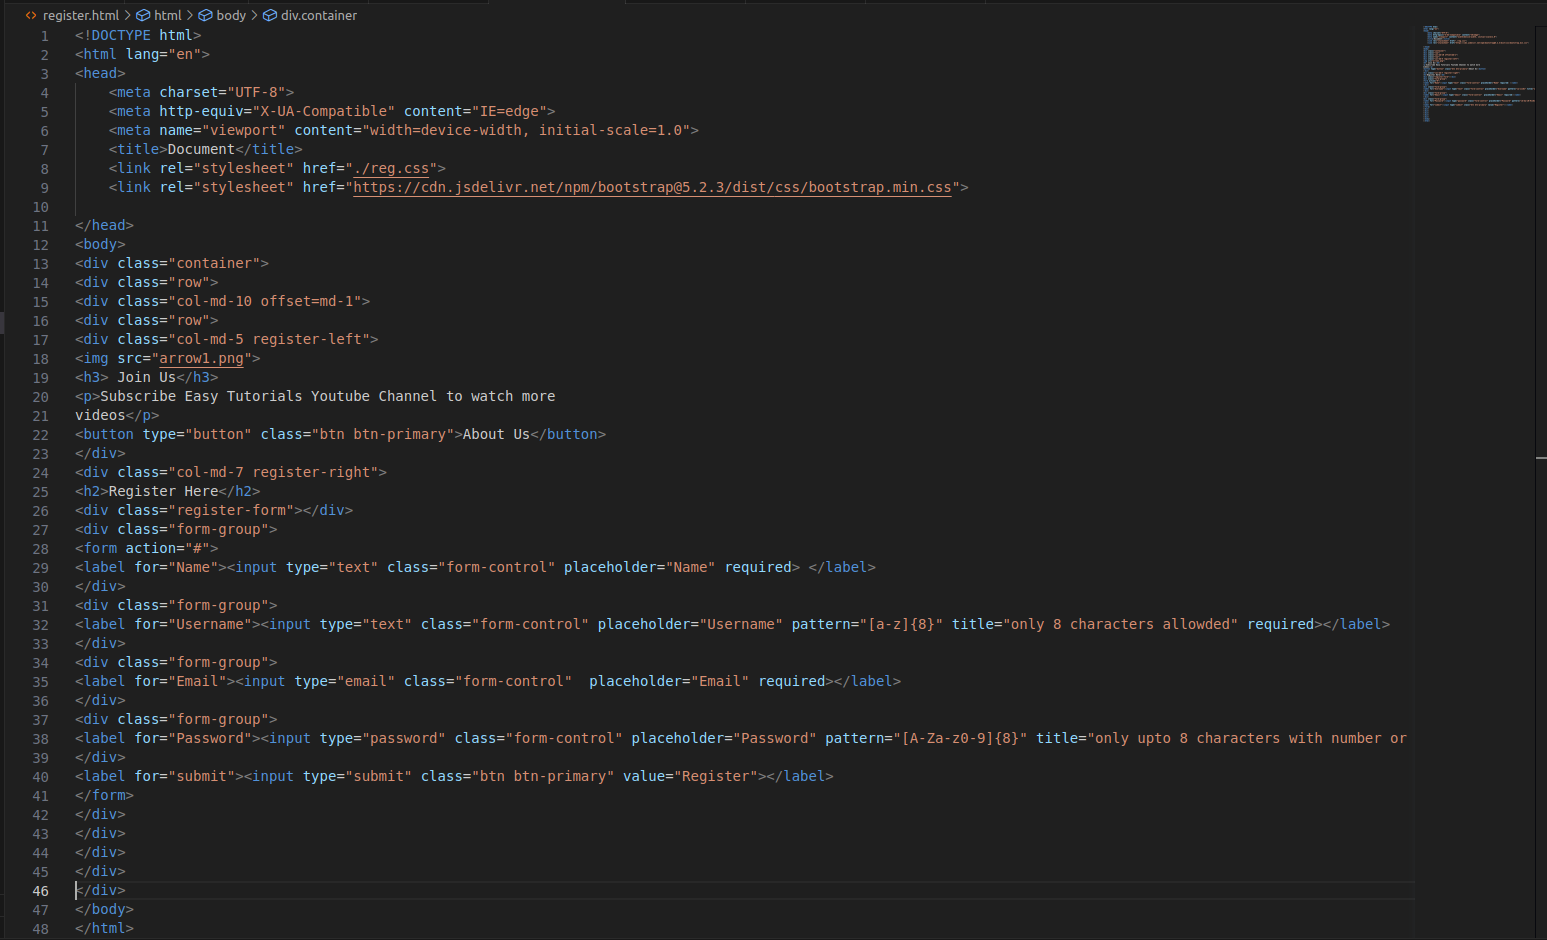 register.html > html > body > div.container
1 <!DOCTYPE html>
2 <html lang="en">
3 <head>
4     <meta charset="UTF-8">
5     <meta http-equiv="X-UA-Compatible" content="IE=edge">
6     <meta name="viewport" content="width=device-width, initial-scale=1.0">
7     <title>Document</title>
8     <link rel="stylesheet" href="./reg.css">
9     <link rel="stylesheet" href="https://cdn.jsdelivr.net/npm/bootstrap@5.2.3/dist/css/bootstrap.min.css">
10
11 </head>
12 <body>
13 <div class="container">
14 <div class="row">
15 <div class="col-md-10 offset=md-1">
16 <div class="row">
17 <div class="col-md-5 register-left">
18 <img src="arrow1.png">
19 <h3> Join Us</h3>
20 <p>Subscribe Easy Tutorials Youtube Channel to watch more
21 videos</p>
22 <button type="button" class="btn btn-primary">About Us</button>
23 </div>
24 <div class="col-md-7 register-right">
25 <h2>Register Here</h2>
26 <div class="register-form"></div>
27 <div class="form-group">
28 <form action="#">
29 <label for="Name"><input type="text" class="form-control" placeholder="Name" required> </label>
30 </div>
31 <div class="form-group">
32 <label for="Username"><input type="text" class="form-control" placeholder="Username" pattern="[a-z]{8}" title="only 8 characters allowded" required></label>
33 </div>
34 <div class="form-group">
35 <label for="Email"><input type="email" class="form-control"  placeholder="Email" required></label>
36 </div>
37 <div class="form-group">
38 <label for="Password"><input type="password" class="form-control" placeholder="Password" pattern="[A-Za-z0-9]{8}" title="only upto 8 characters with number or
39 </div>
40 <label for="submit"><input type="submit" class="btn btn-primary" value="Register"></label>
41 </form>
42 </div>
43 </div>
44 </div>
45 </div>
46 </div>
47 </body>
48 </html>